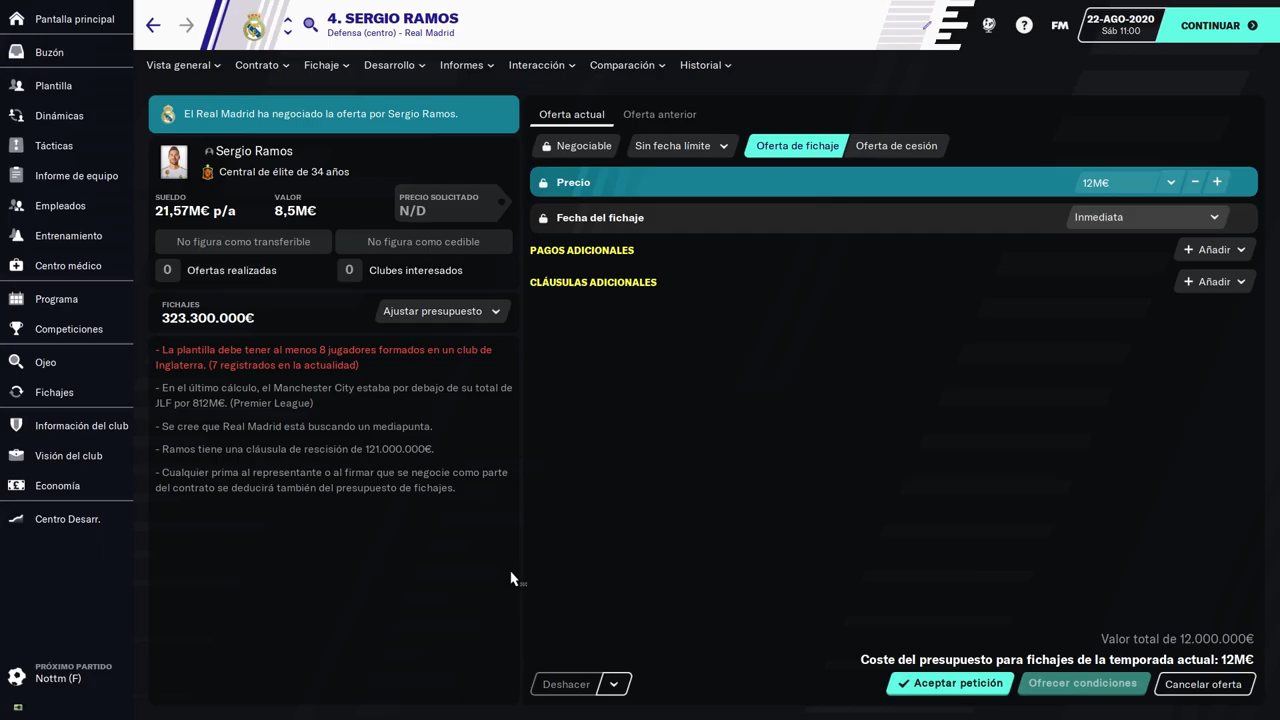 Pantalla principal
Buzón
Plantilla
Dinámicas
Tácticas
Informe de equipo
Empleados
Entrenamiento
Centro médico
Programa
Competiciones
Ojeo
Fichajes
Información del club
Visión del club
Economía
Centro Desarr.
PRÓXIMO PARTIDO
Nottm (F)
4. SERGIO RAMOS
Defensa (centro) - Real Madrid
?
FM
22-AGO-2020
Sáb 11:00
CONTINUAR
Vista general
Contrato
Fichaje
Desarrollo
Informes
Interacción
Comparación
Historial
El Real Madrid ha negociado la oferta por Sergio Ramos.
Sergio Ramos
Central de élite de 34 años
SUELDO
21,57M€ p/a
VALOR
8,5M€
PRECIO SOLICITADO
N/D
No figura como transferible
No figura como cedible
0 Ofertas realizadas
0 Clubes interesados
FICHAJES
323.300.000€
Ajustar presupuesto
- La plantilla debe tener al menos 8 jugadores formados en un club de
Inglaterra. (7 registrados en la actualidad)
- En el último cálculo, el Manchester City estaba por debajo de su total de
JLF por 812M€. (Premier League)
- Se cree que Real Madrid está buscando un mediapunta.
- Ramos tiene una cláusula de rescisión de 121.000.000€.
- Cualquier prima al representante o al firmar que se negocie como parte
del contrato se deducirá también del presupuesto de fichajes.
Oferta actual
Oferta anterior
Negociable
Sin fecha límite
Oferta de fichaje
Oferta de cesión
Precio
12M€
- +
Fecha del fichaje
Inmediata
PAGOS ADICIONALES
+ Añadir
CLÁUSULAS ADICIONALES
+ Añadir
Valor total de 12.000.000€
Coste del presupuesto para fichajes de la temporada actual: 12M€
Deshacer
Aceptar petición
Ofrecer condiciones
Cancelar oferta